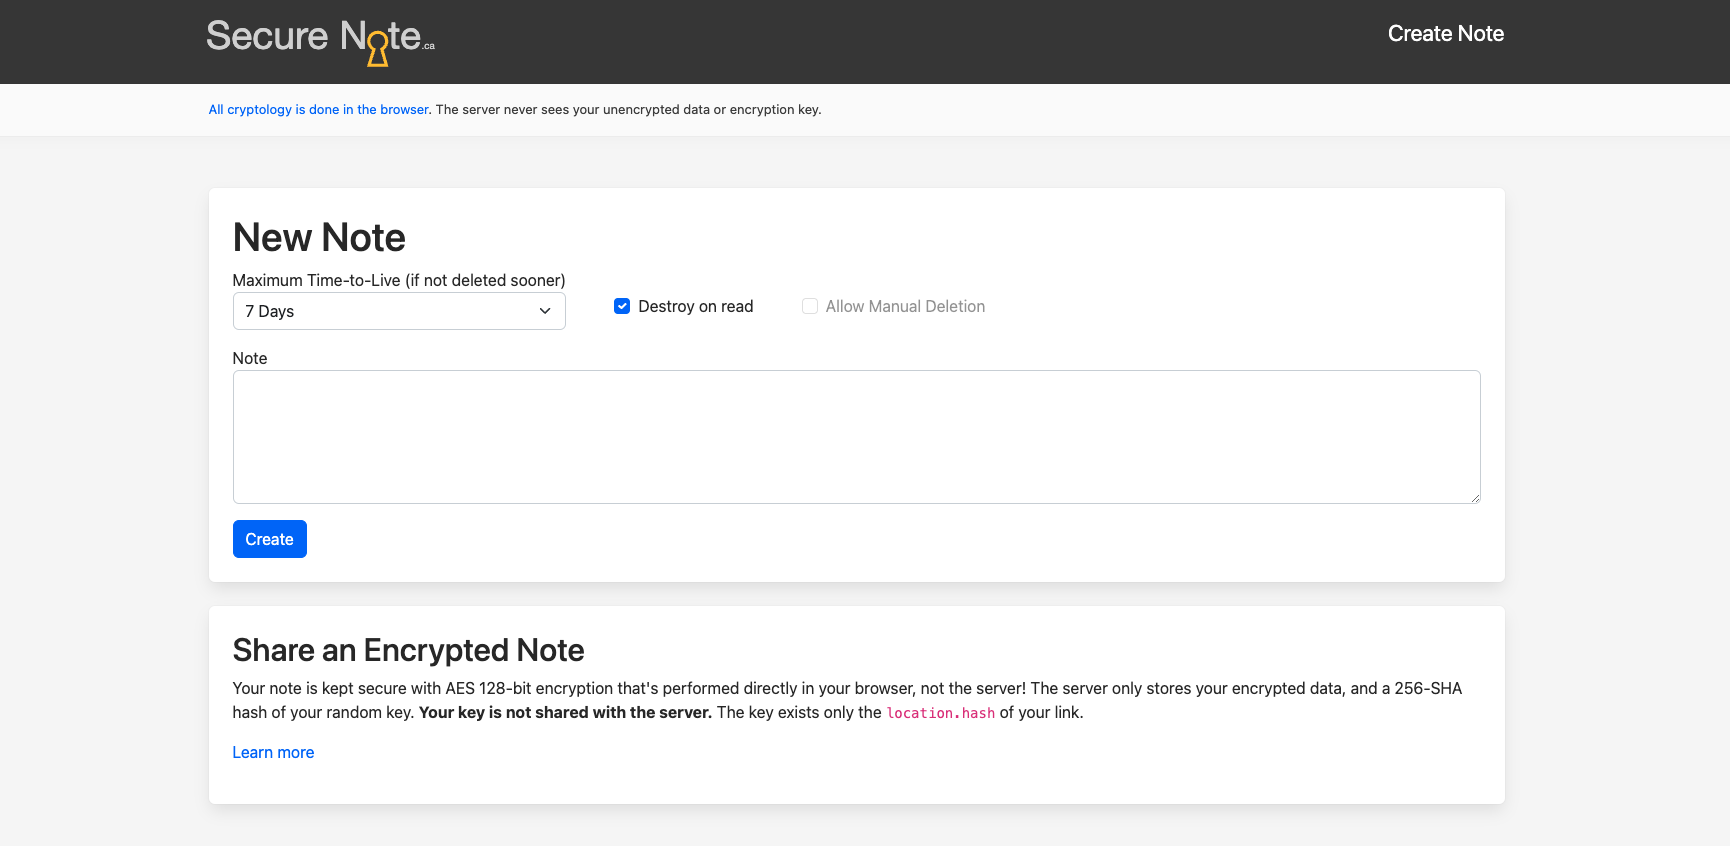 Secure Note.ca
Create Note
All cryptology is done in the browser. The server never sees your unencrypted data or encryption key.
New Note
Maximum Time-to-Live (if not deleted sooner)
7 Days
Destroy on read
Allow Manual Deletion
Note
Create
Share an Encrypted Note
Your note is kept secure with AES 128-bit encryption that's performed directly in your browser, not the server! The server only stores your encrypted data, and a 256-SHA
hash of your random key. Your key is not shared with the server. The key exists only the location.hash of your link.
Learn more